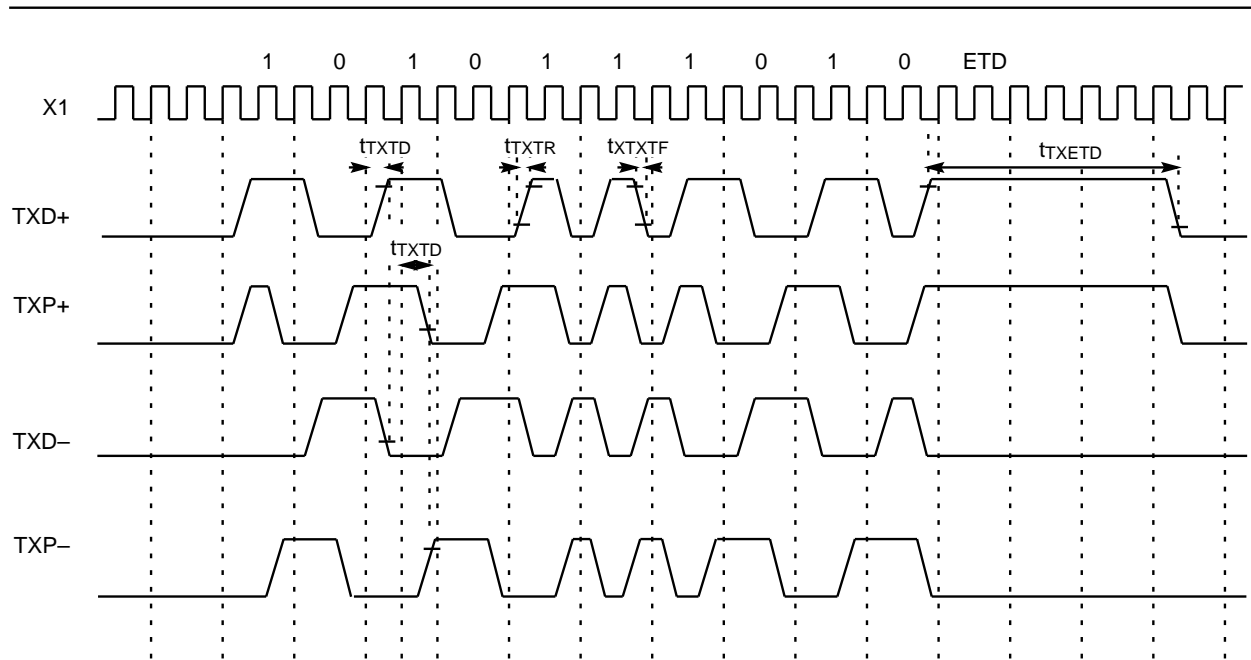 1 0 1 0 1 1 1 0 1 0 ETD
X1
tTXTD tTXTR tXTXTF tTXETD
TXD+
tTXTD
TXP+
TXD–
TXP–